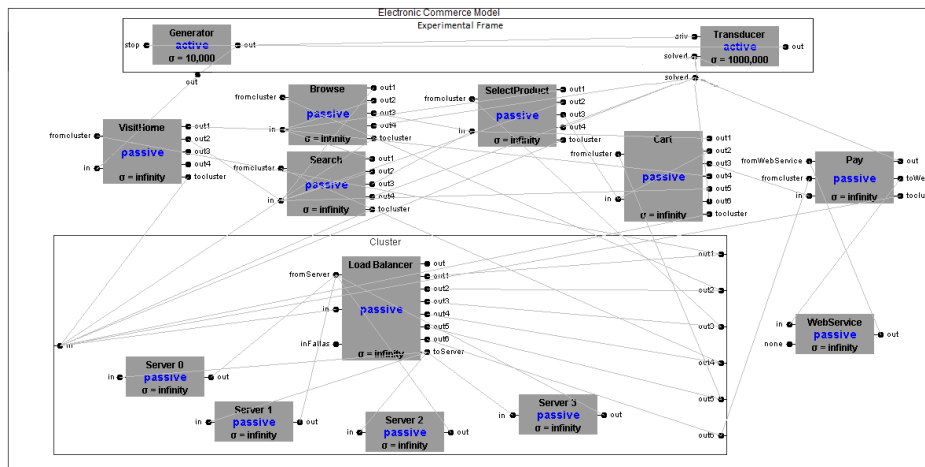 Electronic Commerce Model
Experimental Frame
Generator
active
σ = 10,000
stop
out
out
Transducer
active
σ = 1000,000
ariv
solved
out
solved
VisitHome
passive
σ = infinity
fromcluster
in
out1
out2
out3
out4
tocluster
Browse
passive
σ = infinity
fromcluster
in
out1
out2
out3
out4
tocluster
Search
passive
σ = infinity
fromcluster
in
out1
out2
out3
out4
tocluster
SelectProduct
passive
σ = infinity
fromcluster
in
out1
out2
out3
out4
tocluster
Cart
passive
σ = infinity
fromcluster
in
out1
out2
out3
out4
out5
out6
tocluster
Pay
passive
σ = infinity
fromWebService
fromcluster
in
out
toWe
toclu
Cluster
in
Load Balancer
passive
σ = infinity
fromServer
in
inFallas
out
out1
out2
out3
out4
out5
out6
toServer
out1
out2
out3
out4
out5
out6
WebService
passive
σ = infinity
in
none
out
Server 0
passive
σ = infinity
in
out
Server 1
passive
σ = infinity
in
out
Server 2
passive
σ = infinity
in
out
Server 3
passive
σ = infinity
in
out